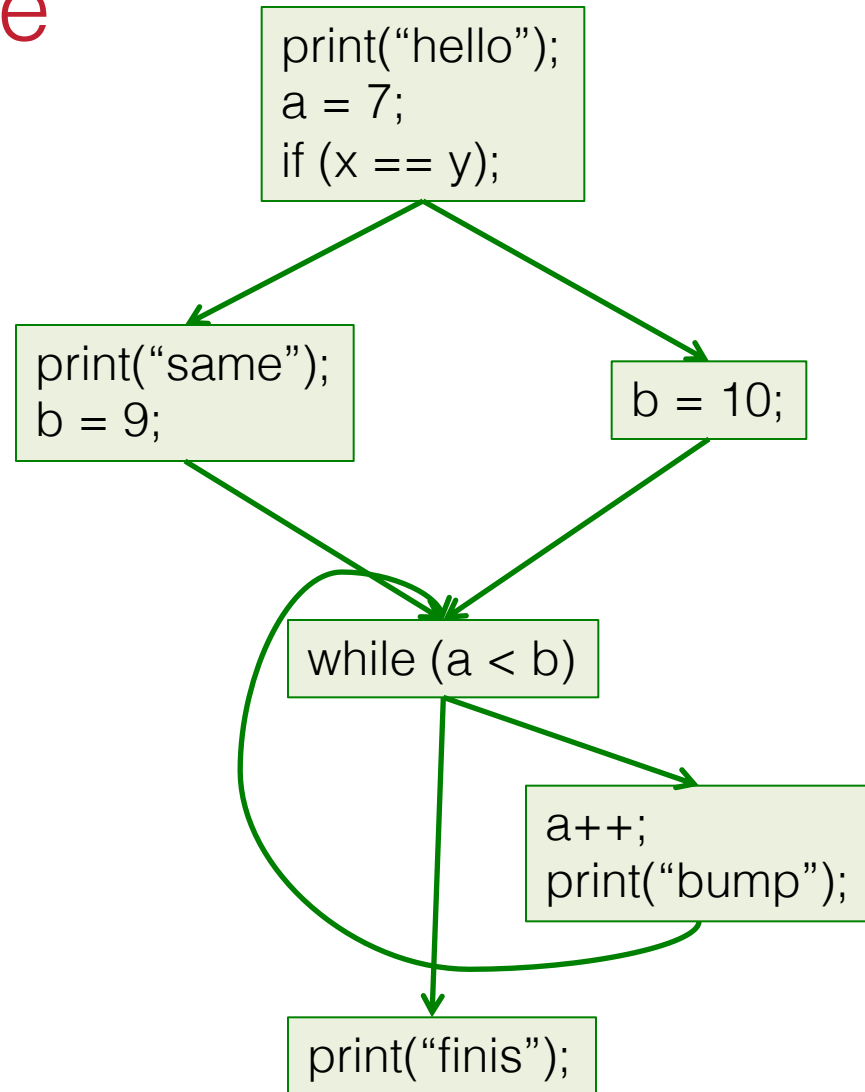 e
print(“hello”);
a = 7;
if (x == y);
print(“same”);
b = 9;
b = 10;
while (a < b)
a++;
print(“bump”);
print(“finis”);